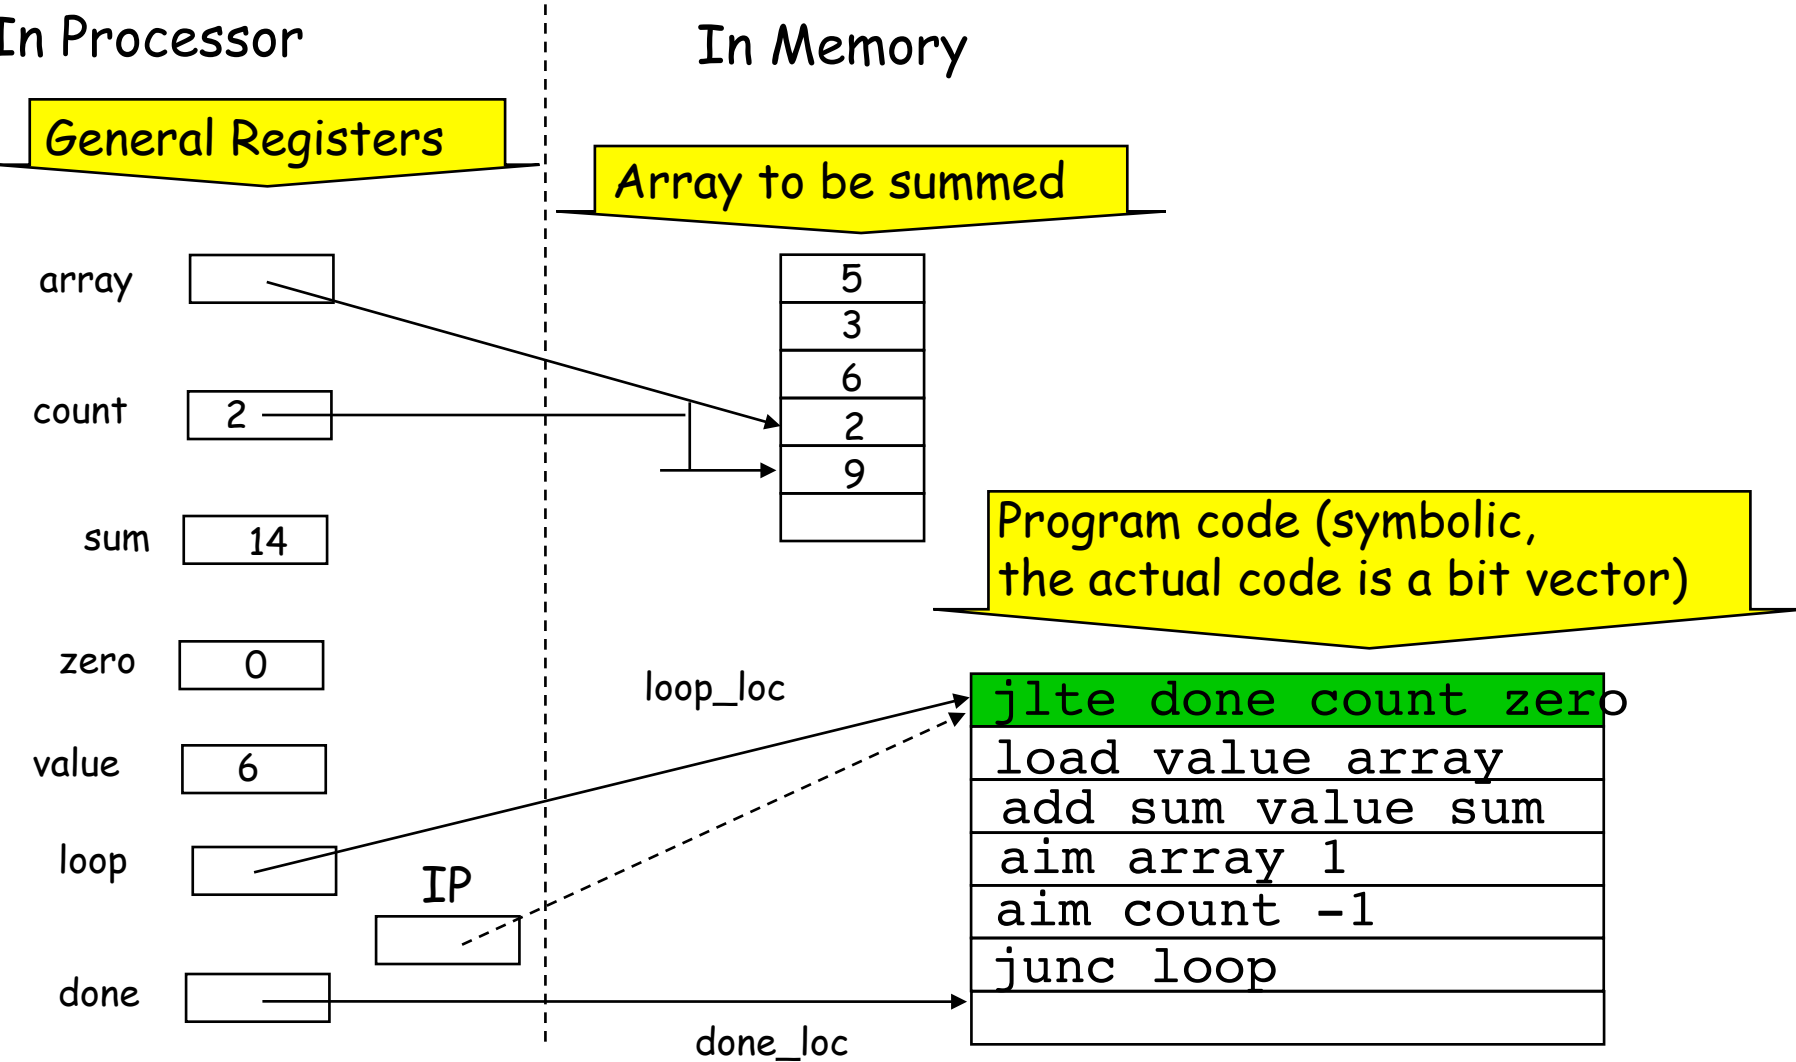 In Processor
In Memory
General Registers
Array to be summed
array
5
3
6
count
2
2
9
sum
14
Program code (symbolic,
the actual code is a bit vector)
zero
0
loop_loc
jlte done count zero
value
6
load value array
add sum value sum
loop
aim array 1
IP
aim count -1
junc loop
done
done_loc